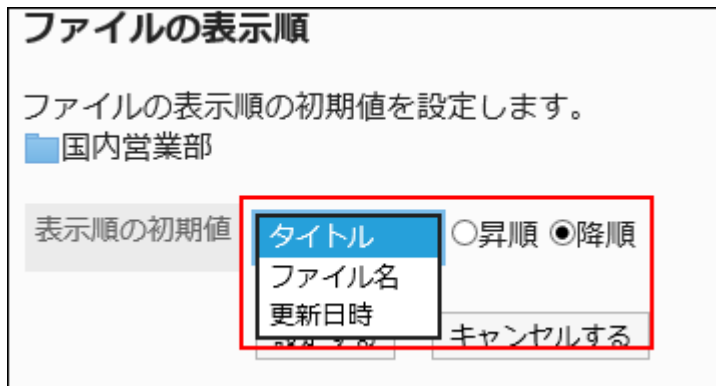 ファイルの表示順
ファイルの表示順の初期値を設定します。
国内営業部
表示順の初期値 タイトル 昇順 降順
ファイル名
更新日時
キャンセルする